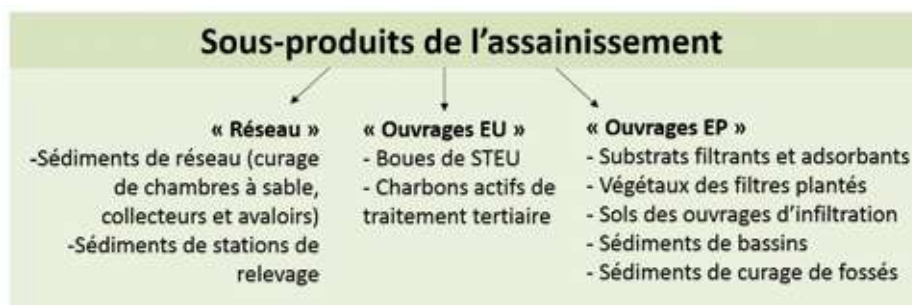 Sous-produits de l'assainissement
« Réseau »
-Sédiments de réseau (curage
de chambres à sable,
collecteurs et avaloirs)
-Sédiments de stations de
relevage
« Ouvrages EU »
- Boues de STEU
- Charbons actifs de
traitement tertiaire
« Ouvrages EP »
- Substrats filtrants et adsorbants
- Végétaux des filtres plantés
- Sols des ouvrages d'infiltration
- Sédiments de bassins
- Sédiments de curage de fossés